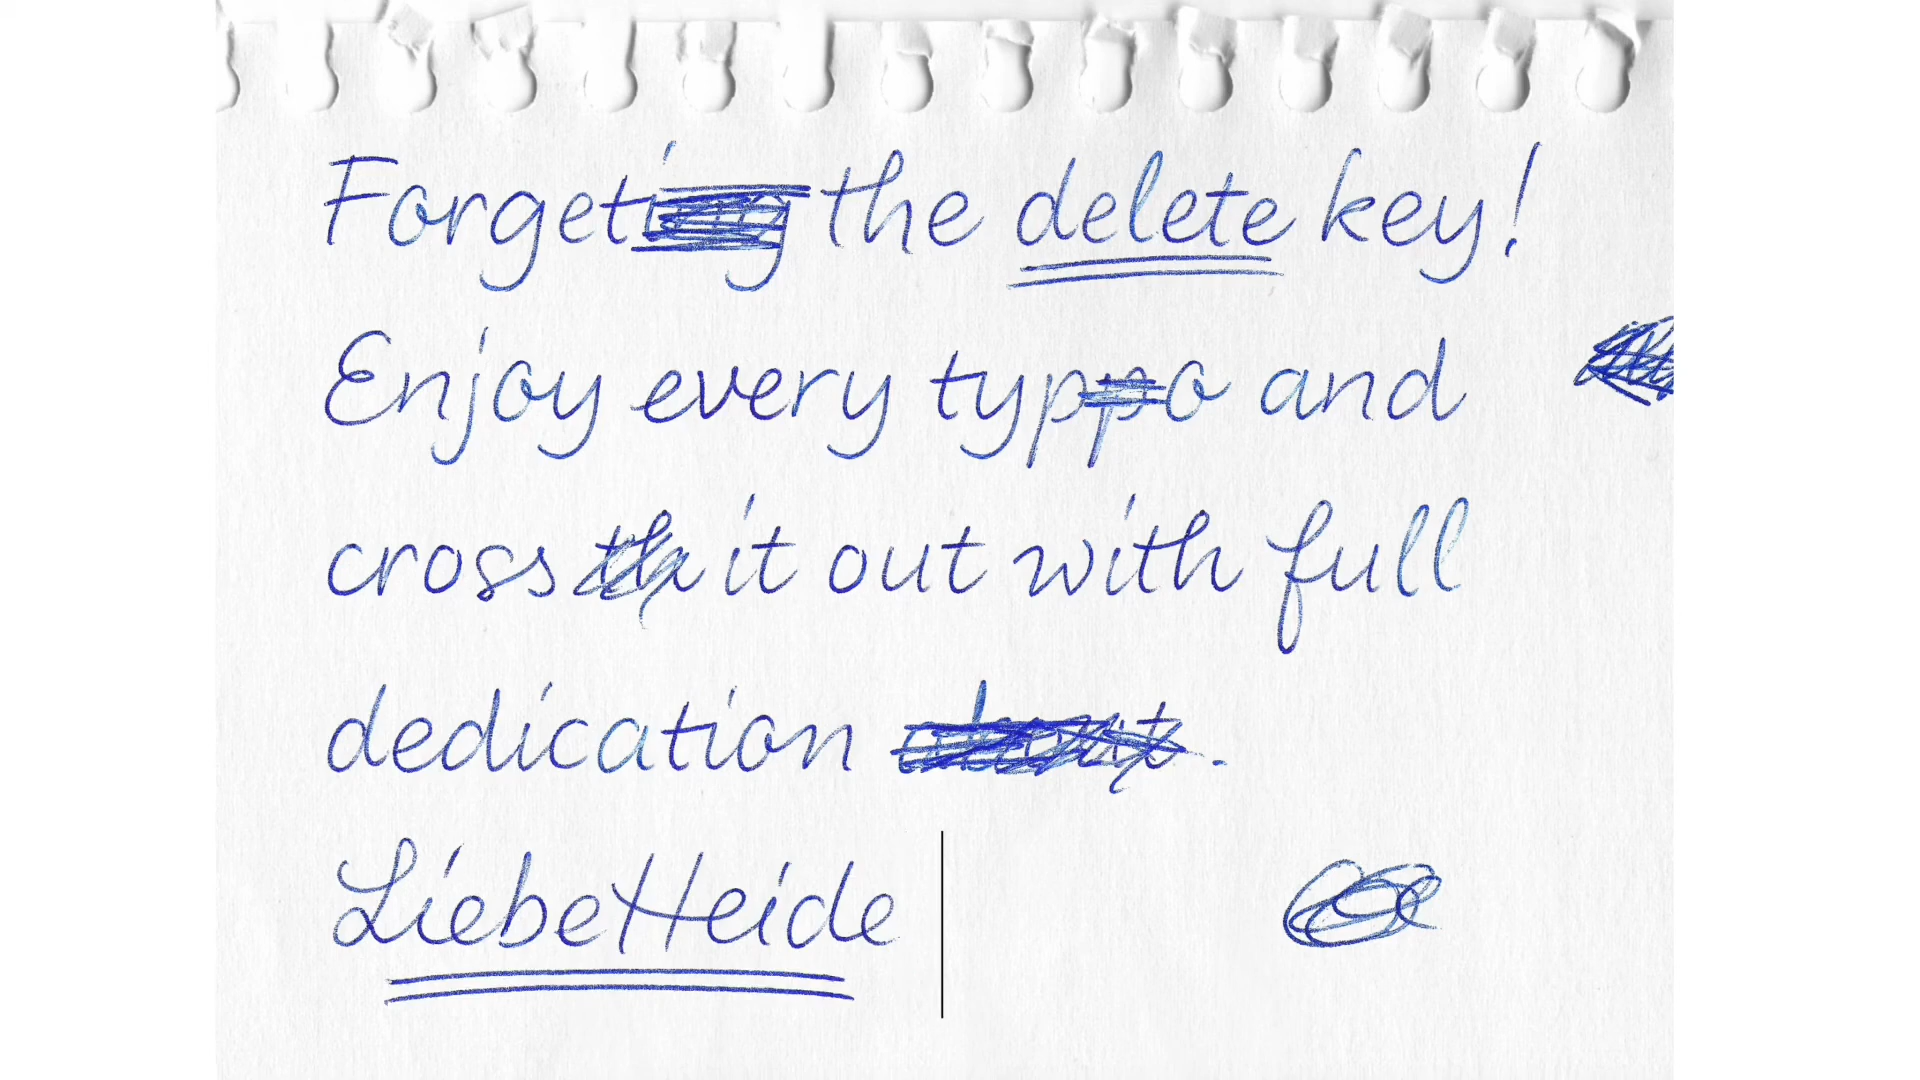 Forget the delete key!
Enjoy every typo and
cross it out with full
dedication .
LiebeHeide